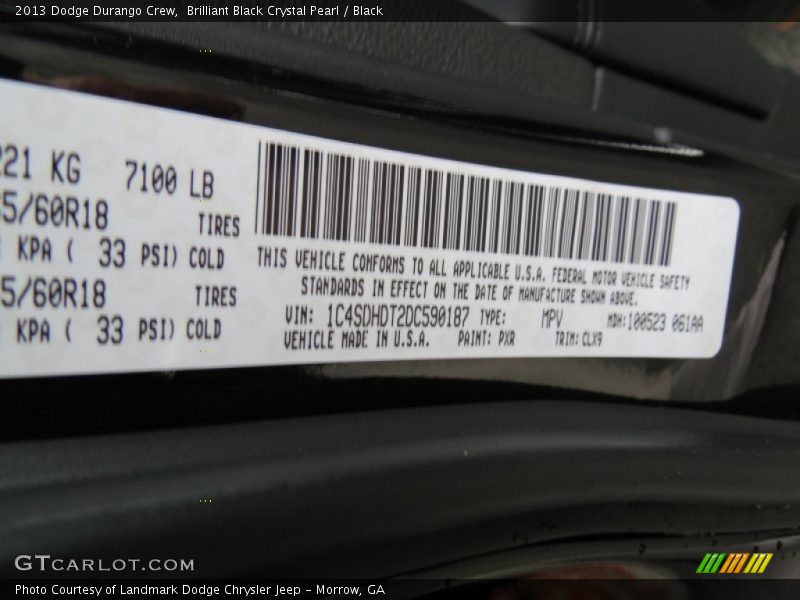 2013 Dodge Durango Crew,  Brilliant Black Crystal Pearl / Black
21 KG 7100 LB
5/60R18 TIRES
KPA ( 33 PSI) COLD
5/60R18 TIRES
KPA ( 33 PSI) COLD
THIS VEHICLE CONFORMS TO ALL APPLICABLE U.S.A. FEDERAL MOTOR VEHICLE SAFETY
STANDARDS IN EFFECT ON THE DATE OF MANUFACTURE SHOWN ABOVE.
VIN: 1C4SDHDT2DC590187 TYPE: MPV MDH:100523 061AA
VEHICLE MADE IN U.S.A. PAINT: PXR TRIM: CLX9
GTCARLOT.COM
Photo Courtesy of Landmark Dodge Chrysler Jeep – Morrow, GA